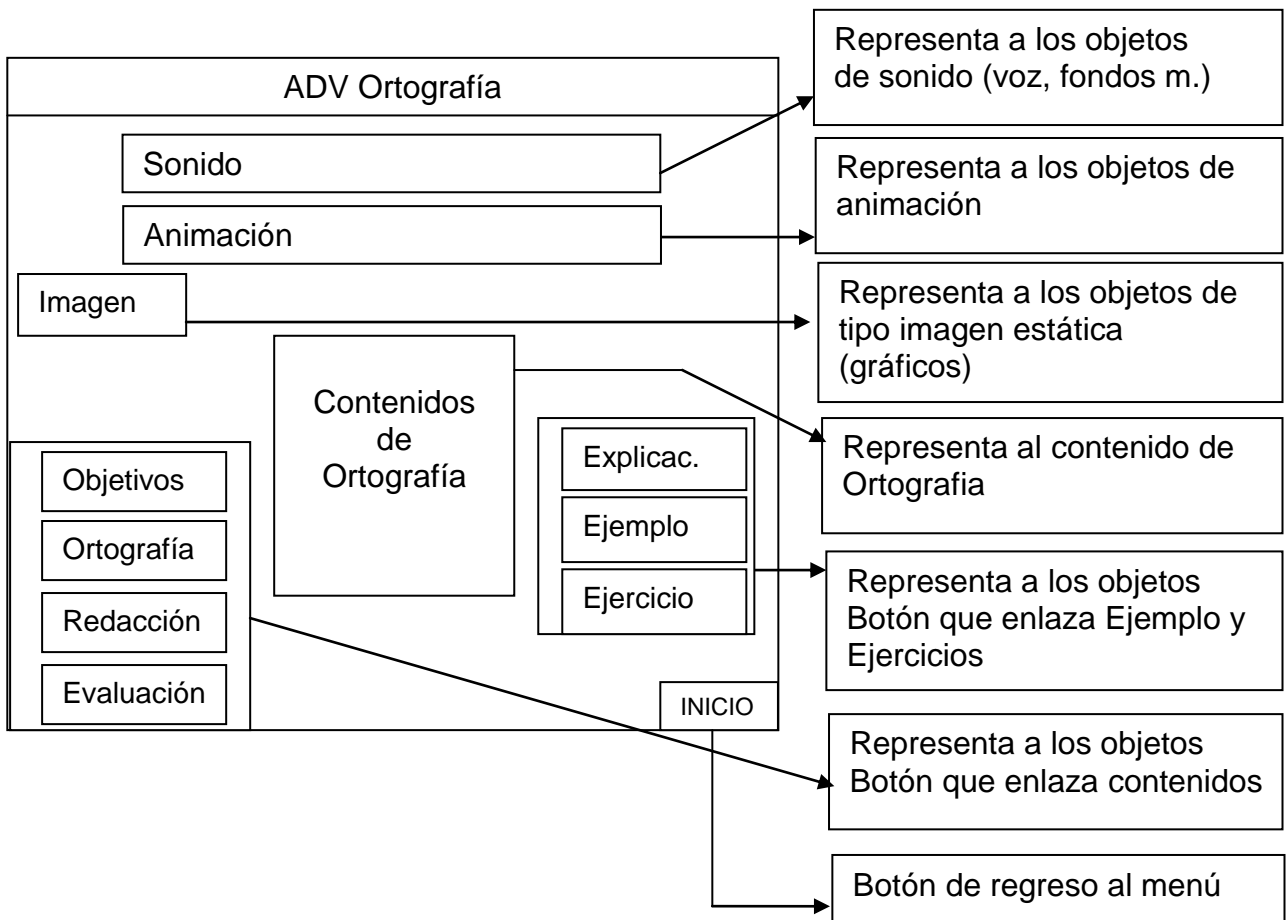 ADV Ortografía
Sonido
Animación
Imagen
Contenidos
de
Ortografía
Objetivos
Ortografía
Redacción
Evaluación
Explicac.
Ejemplo
Ejercicio
INICIO
Representa a los objetos
de sonido (voz, fondos m.)
Representa a los objetos de
animación
Representa a los objetos de
tipo imagen estática
(gráficos)
Representa al contenido de
Ortografia
Representa a los objetos
Botón que enlaza Ejemplo y
Ejercicios
Representa a los objetos
Botón que enlaza contenidos
Botón de regreso al menú